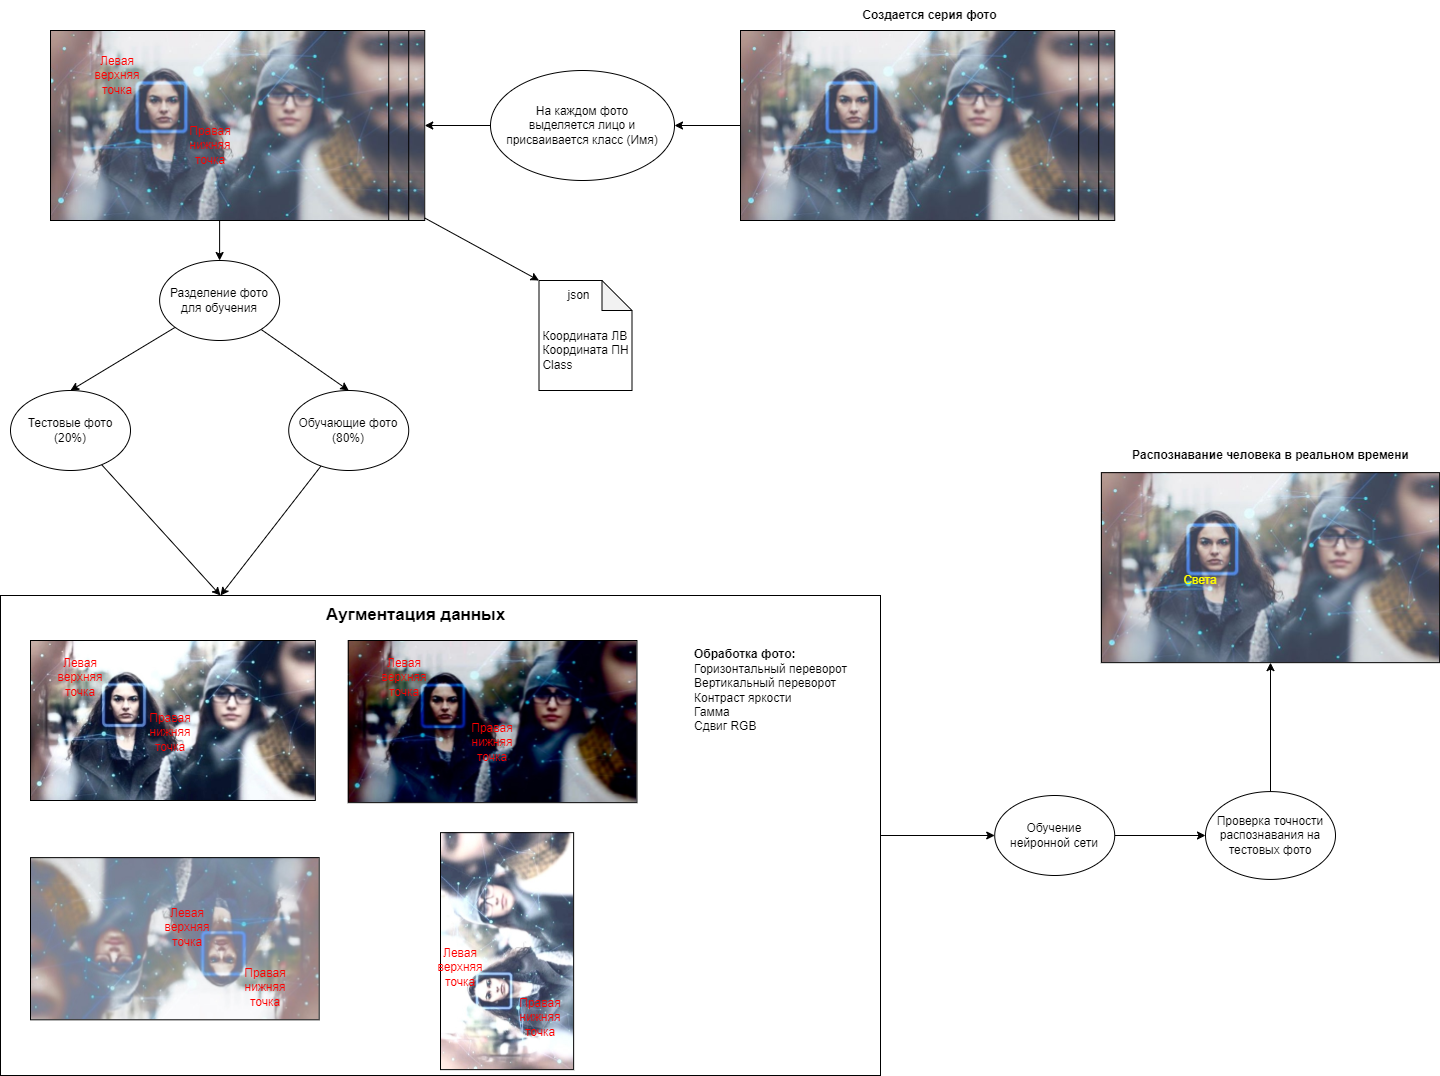 Создается серия фото
Левая
верхняя
точка
Правая
нижняя
точка
На каждом фото
выделяется лицо и
присваивается класс (Имя)
Разделение фото
для обучения
json
Координата ЛВ
Координата ПН
Class
Тестовые фото
(20%)
Обучающие фото
(80%)
Распознавание человека в реальном времени
Света
Аугментация данных
Левая
верхняя
точка
Правая
нижняя
точка
Левая
верхняя
точка
Правая
нижняя
точка
Обработка фото:
Горизонтальный переворот
Вертикальный переворот
Контраст яркости
Гамма
Сдвиг RGB
Левая
верхняя
точка
Правая
нижняя
точка
Левая
верхняя
точка
Правая
нижняя
точка
Обучение
нейронной сети
Проверка точности
распознавания на
тестовых фото